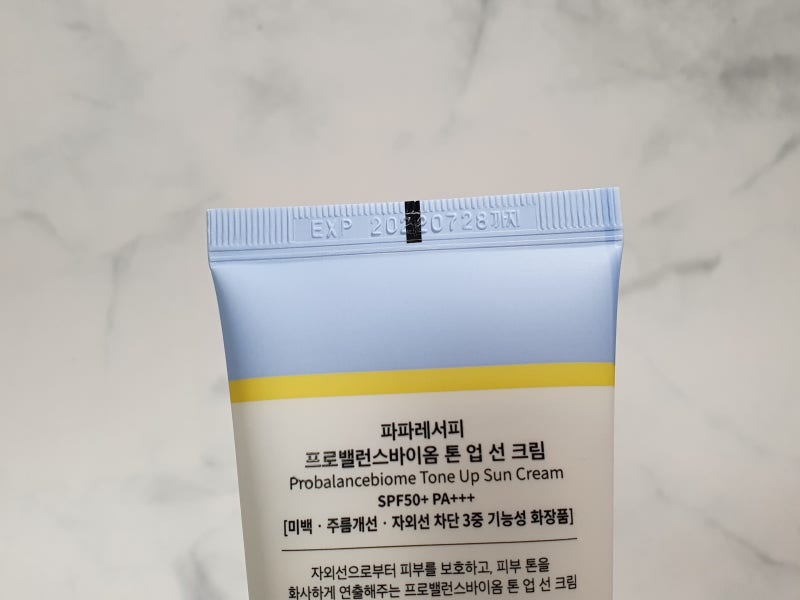 EXP 20220728까지
파파레서피
프로밸런스바이옴 톤 업 선 크림
Probalancebiome Tone Up Sun Cream
SPF50+ PA+++
[미백 · 주름개선 · 자외선 차단 3중 기능성 화장품]
자외선으로부터 피부를 보호하고, 피부 톤을
화사하게 연출해주는 프로밸런스바이옴 톤 업 선 크림